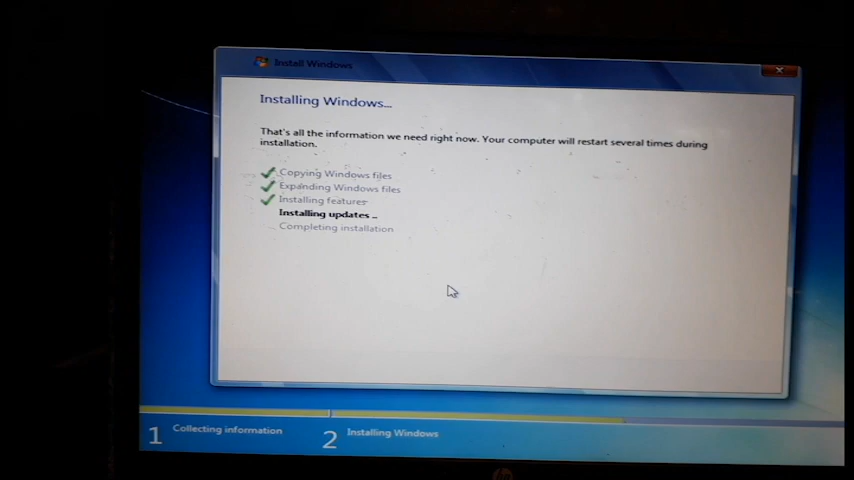 Install Windows
Installing Windows...
That's all the information we need right now. Your computer will restart several times during
installation.
Copying Windows files
Expanding Windows files
Installing features
Installing updates ..
Completing installation
1 Collecting information
2 Installing Windows
hp